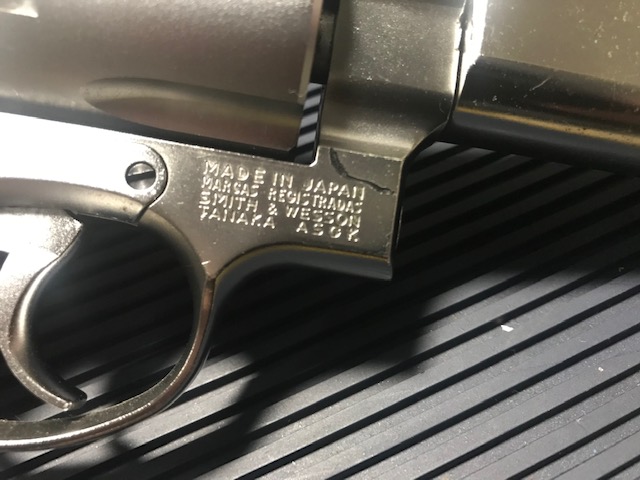 MADE IN JAPAN
MARCAS REGISTRADAS
SMITH & WESSON
TANAKA ASGK